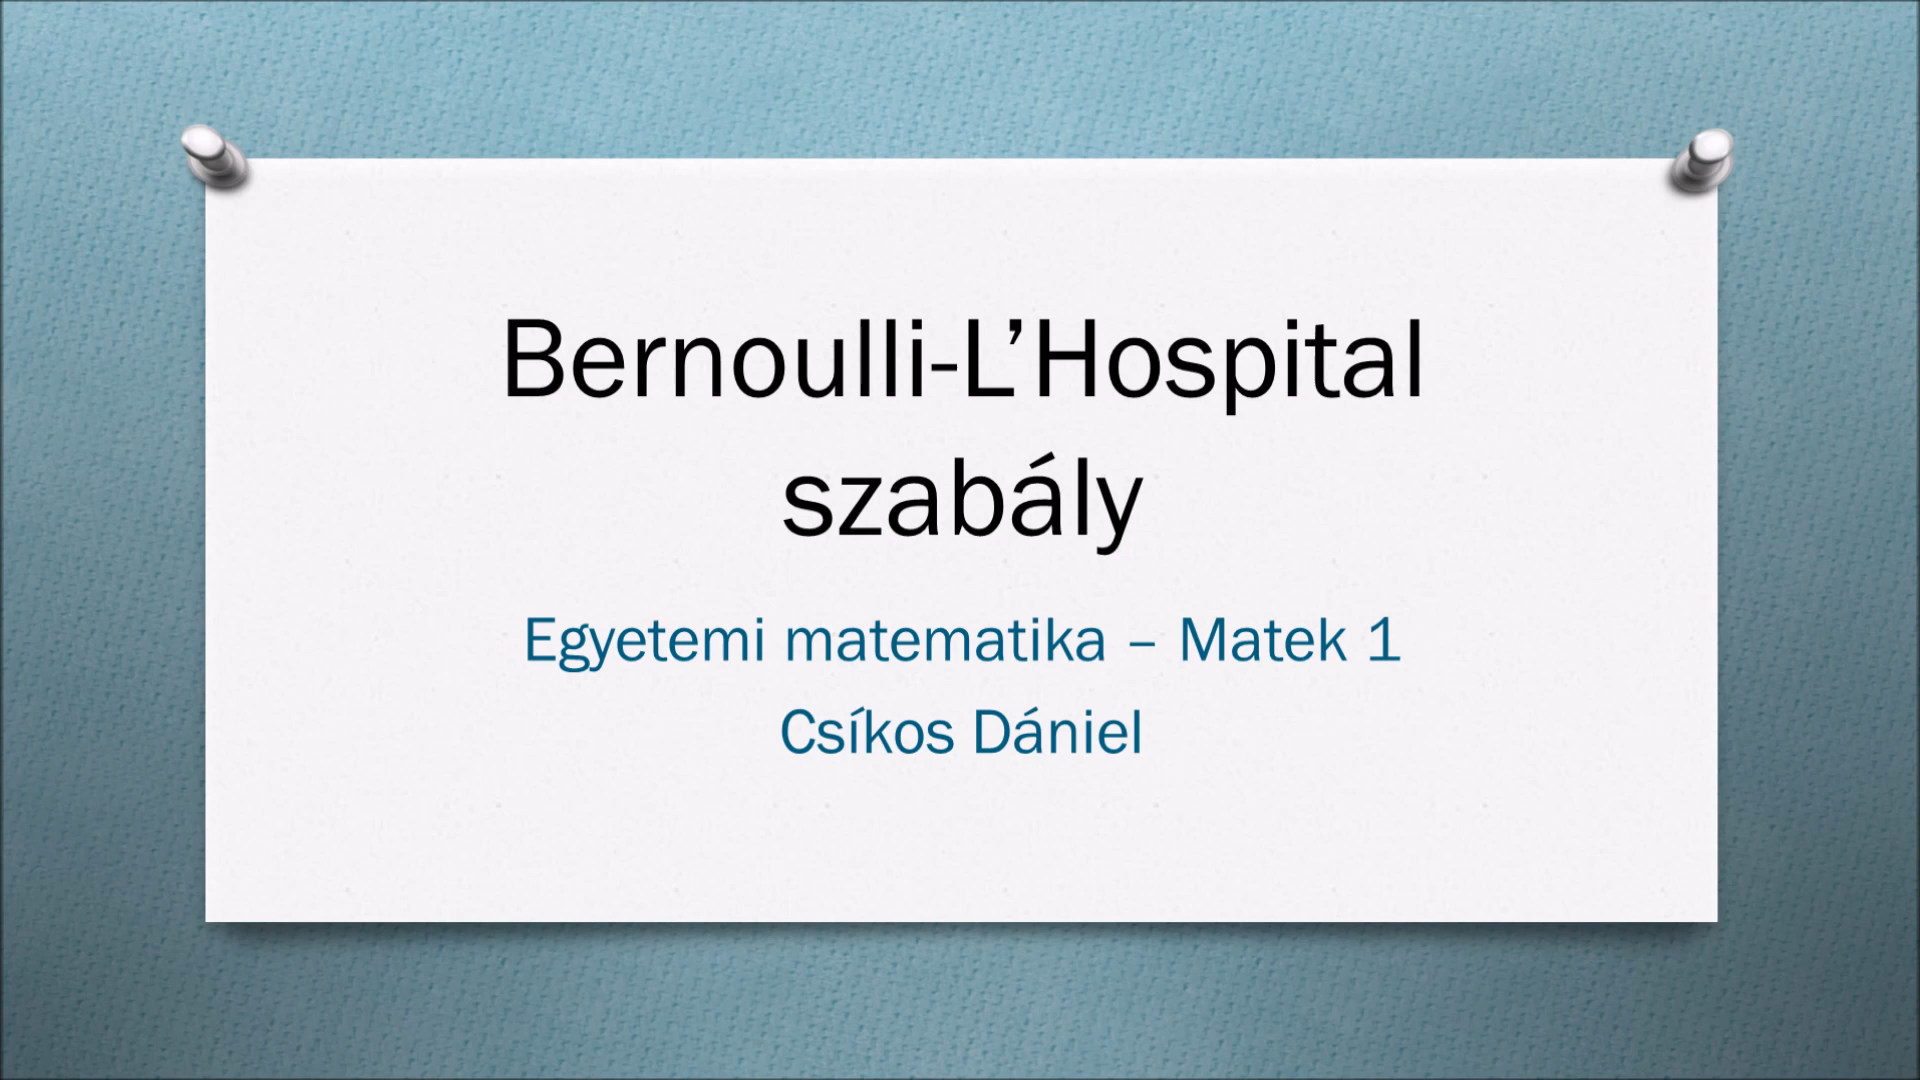 Bernoulli-L’Hospital
szabály
Egyetemi matematika – Matek 1
Csíkos Dániel